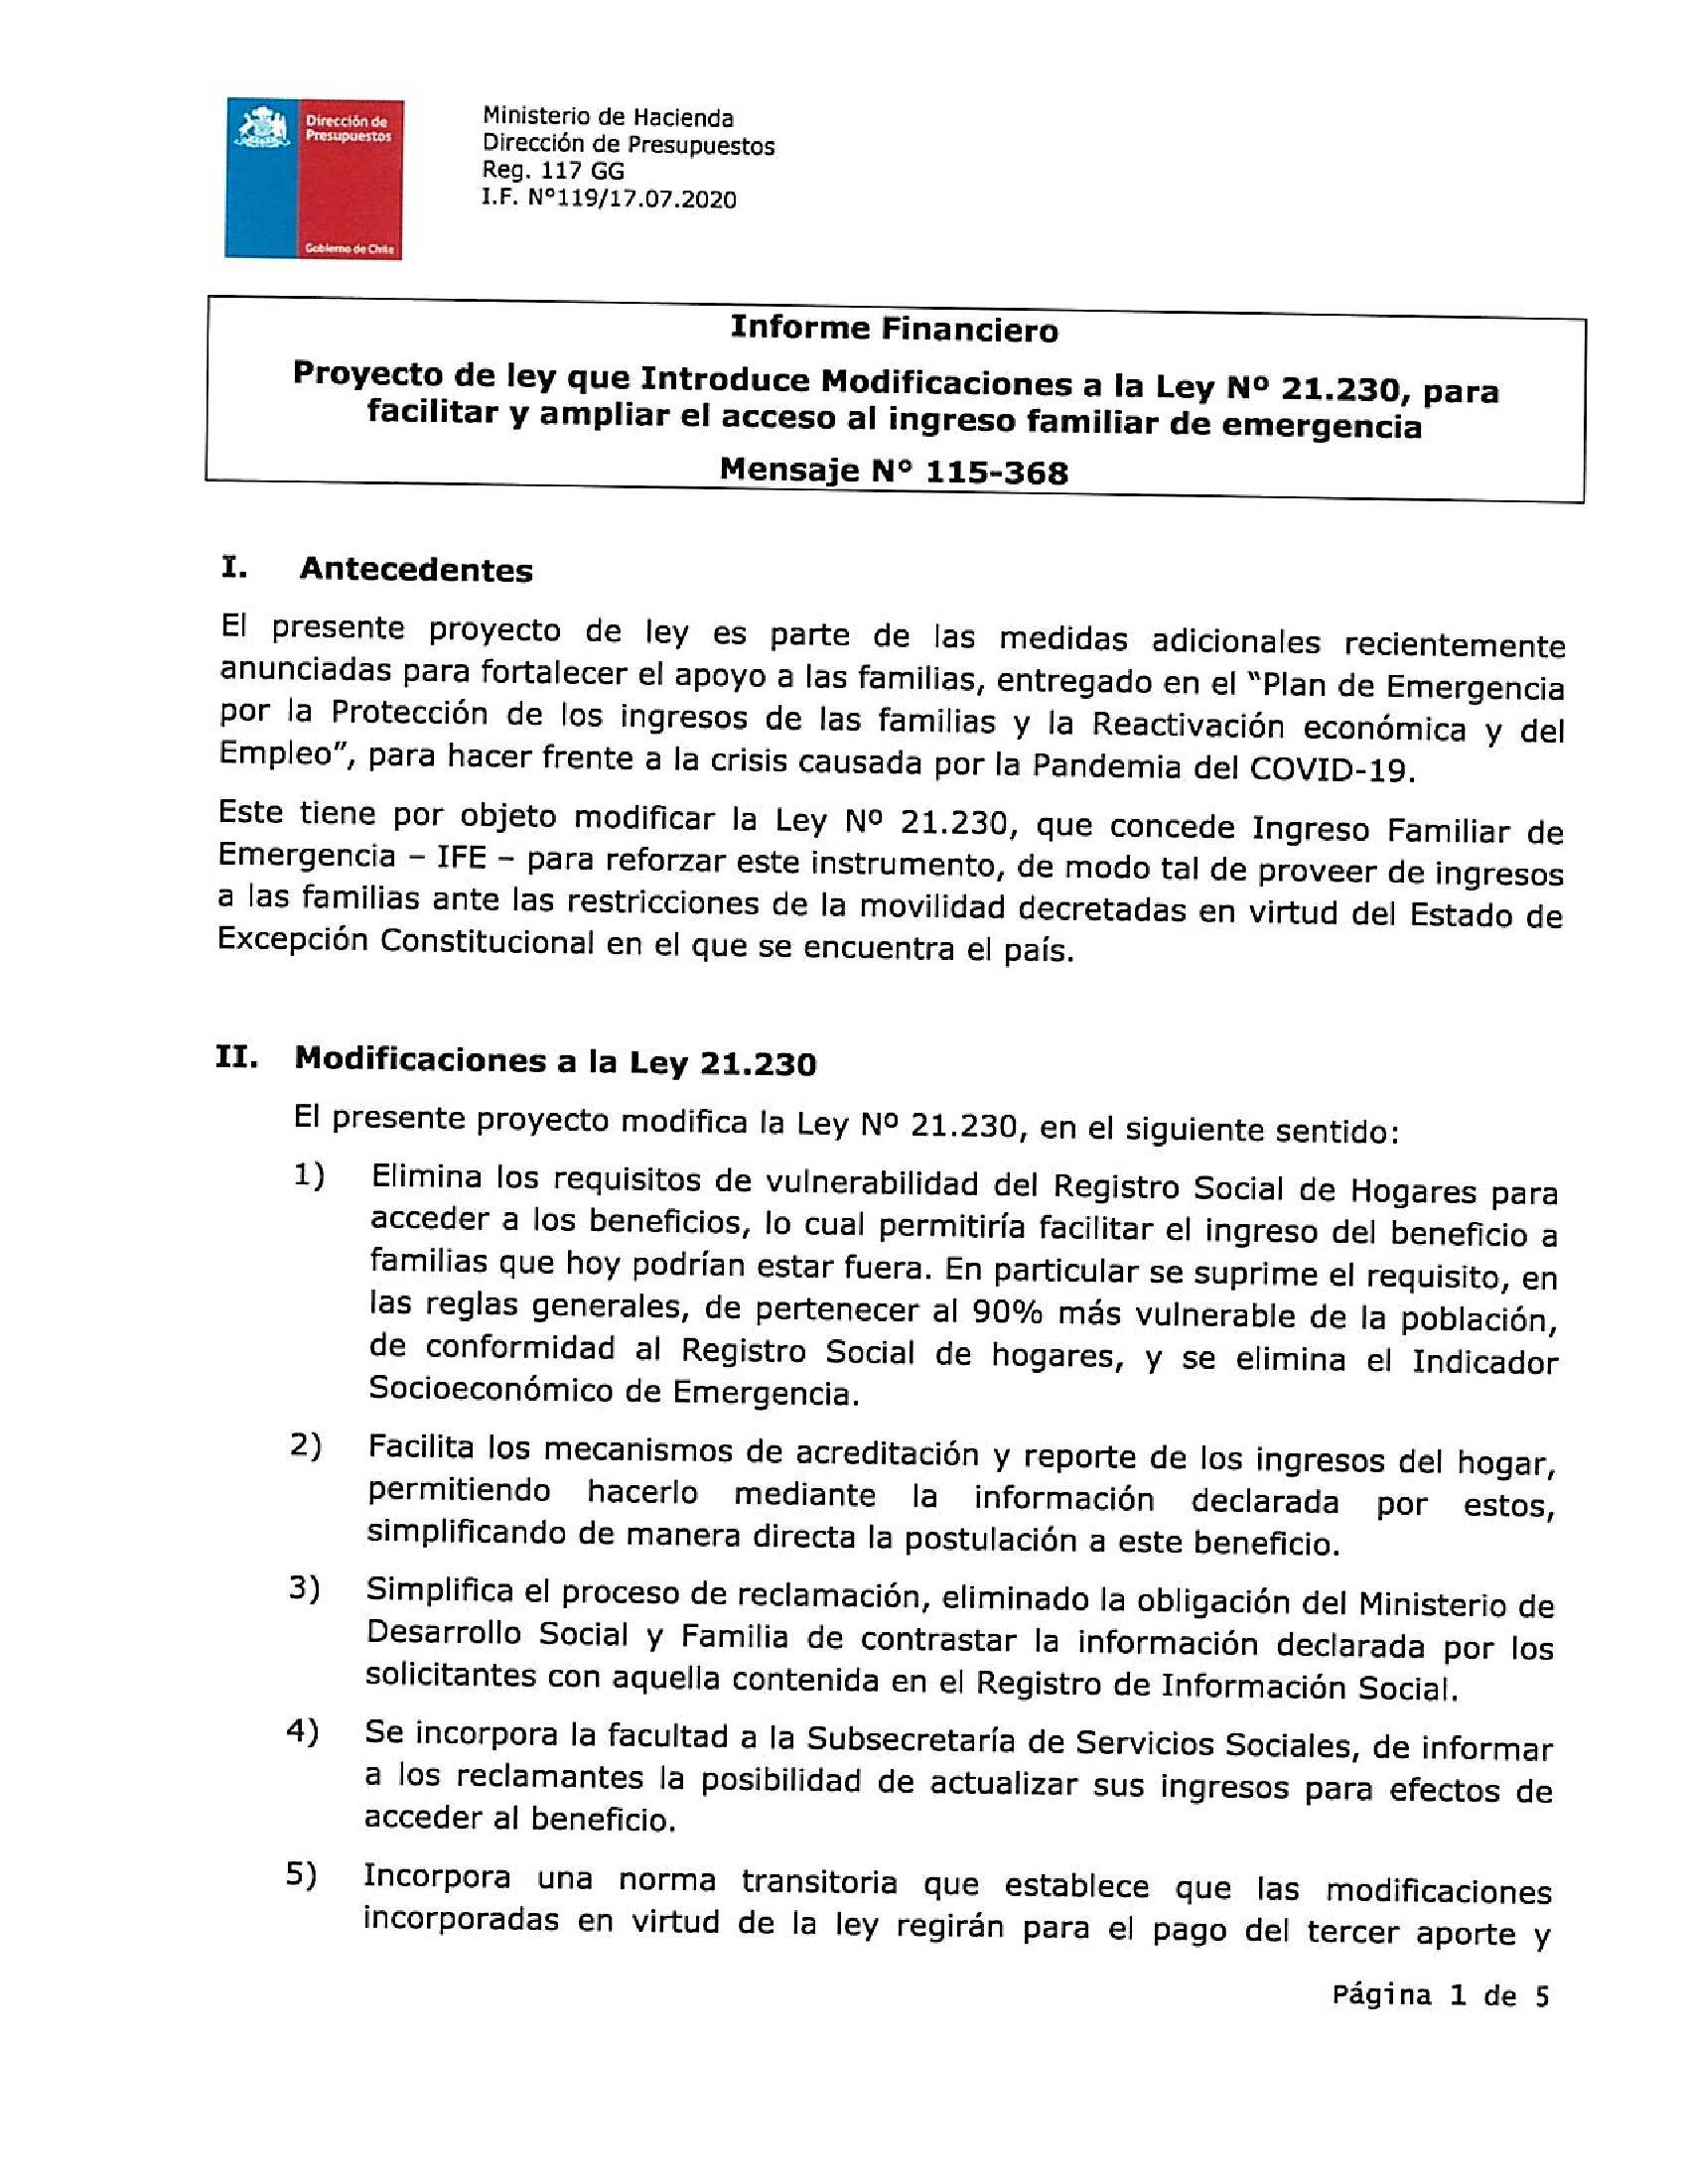 Dirección de
Presupuestos
Gobierno de Chile
Ministerio de Hacienda
Dirección de Presupuestos
Reg. 117 GG
I.F. Nº119/17.07.2020
Informe Financiero
Proyecto de ley que Introduce Modificaciones a la Ley Nº 21.230, para
facilitar y ampliar el acceso al ingreso familiar de emergencia
Mensaje Nº 115-368
I. Antecedentes
El presente proyecto de ley es parte de las medidas adicionales recientemente
anunciadas para fortalecer el apoyo a las familias, entregado en el "Plan de Emergencia
por la Protección de los ingresos de las familias y la Reactivación económica y del
Empleo", para hacer frente a la crisis causada por la Pandemia del COVID-19.
Este tiene por objeto modificar la Ley Nº 21.230, que concede Ingreso Familiar de
Emergencia – IFE – para reforzar este instrumento, de modo tal de proveer de ingresos
a las familias ante las restricciones de la movilidad decretadas en virtud del Estado de
Excepción Constitucional en el que se encuentra el país.
II. Modificaciones a la Ley 21.230
El presente proyecto modifica la Ley Nº 21.230, en el siguiente sentido:
1) Elimina los requisitos de vulnerabilidad del Registro Social de Hogares para
acceder a los beneficios, lo cual permitiría facilitar el ingreso del beneficio a
familias que hoy podrían estar fuera. En particular se suprime el requisito, en
las reglas generales, de pertenecer al 90% más vulnerable de la población,
de conformidad al Registro Social de hogares, y se elimina el Indicador
Socioeconómico de Emergencia.
2) Facilita los mecanismos de acreditación y reporte de los ingresos del hogar,
permitiendo hacerlo mediante la información declarada por estos,
simplificando de manera directa la postulación a este beneficio.
3) Simplifica el proceso de reclamación, eliminado la obligación del Ministerio de
Desarrollo Social y Familia de contrastar la información declarada por los
solicitantes con aquella contenida en el Registro de Información Social.
4) Se incorpora la facultad a la Subsecretaría de Servicios Sociales, de informar
a los reclamantes la posibilidad de actualizar sus ingresos para efectos de
acceder al beneficio.
5) Incorpora una norma transitoria que establece que las modificaciones
incorporadas en virtud de la ley regirán para el pago del tercer aporte y
Página 1 de 5